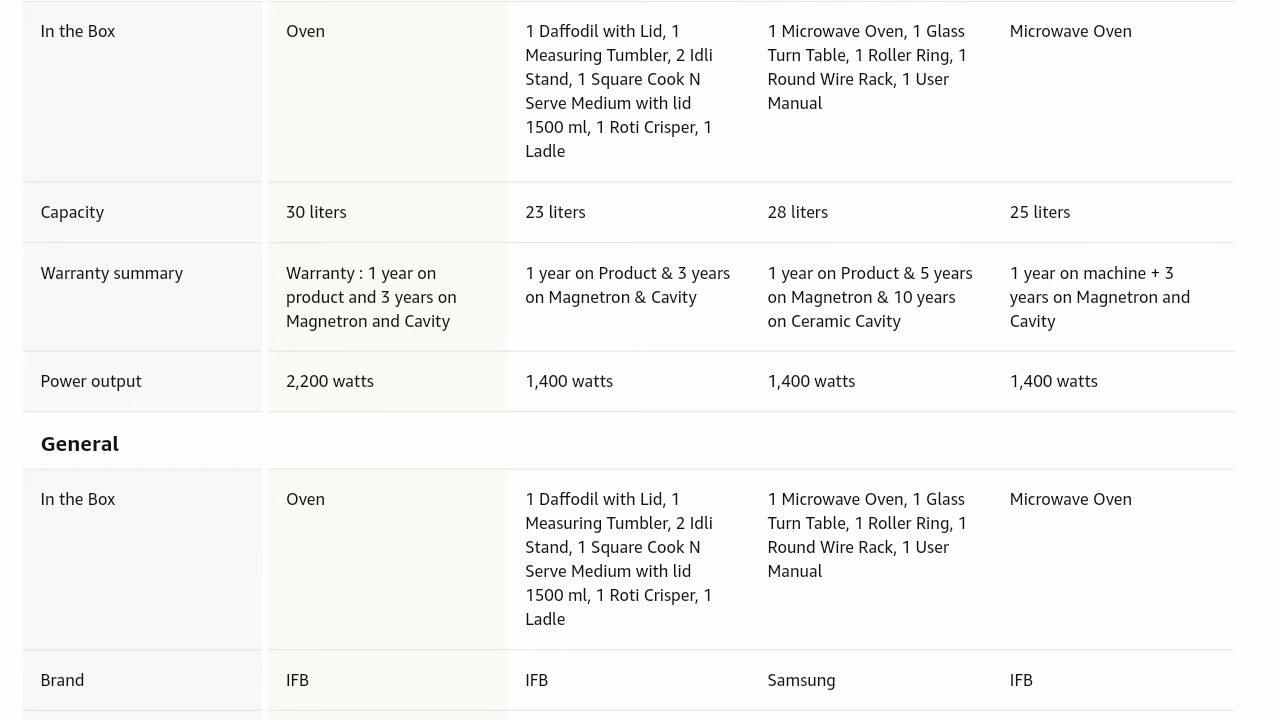 In the Box
Oven
1 Daffodil with Lid, 1
Measuring Tumbler, 2 Idli
Stand, 1 Square Cook N
Serve Medium with lid
1500 ml, 1 Roti Crisper, 1
Ladle
1 Microwave Oven, 1 Glass
Turn Table, 1 Roller Ring, 1
Round Wire Rack, 1 User
Manual
Microwave Oven
Capacity
30 liters
23 liters
28 liters
25 liters
Warranty summary
Warranty : 1 year on
product and 3 years on
Magnetron and Cavity
1 year on Product & 3 years
on Magnetron & Cavity
1 year on Product & 5 years
on Magnetron & 10 years
on Ceramic Cavity
1 year on machine + 3
years on Magnetron and
Cavity
Power output
2,200 watts
1,400 watts
1,400 watts
1,400 watts
General
In the Box
Oven
1 Daffodil with Lid, 1
Measuring Tumbler, 2 Idli
Stand, 1 Square Cook N
Serve Medium with lid
1500 ml, 1 Roti Crisper, 1
Ladle
1 Microwave Oven, 1 Glass
Turn Table, 1 Roller Ring, 1
Round Wire Rack, 1 User
Manual
Microwave Oven
Brand
IFB
IFB
Samsung
IFB